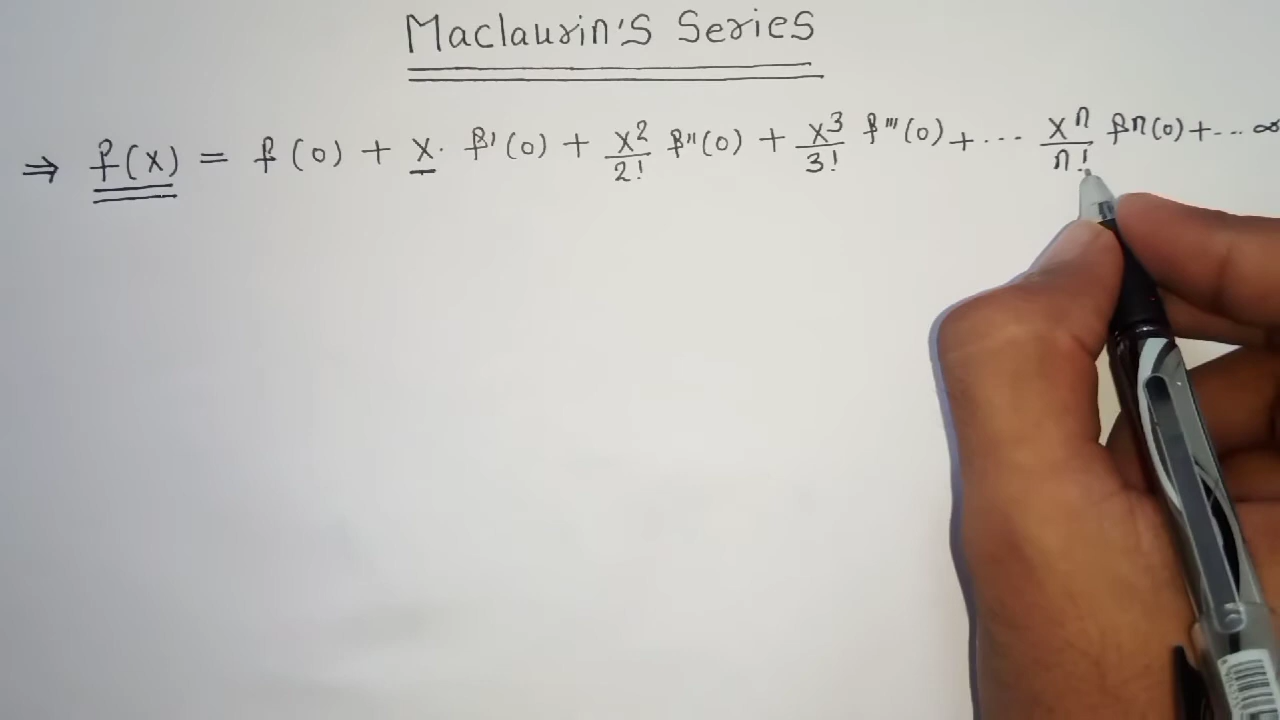 Maclaurin's Series
⇒ f(x) = f(0) + x. f'(0) + x²/2! f''(0) + x³/3! f'''(0) + ... xⁿ/n! fⁿ(0) + ... ∞